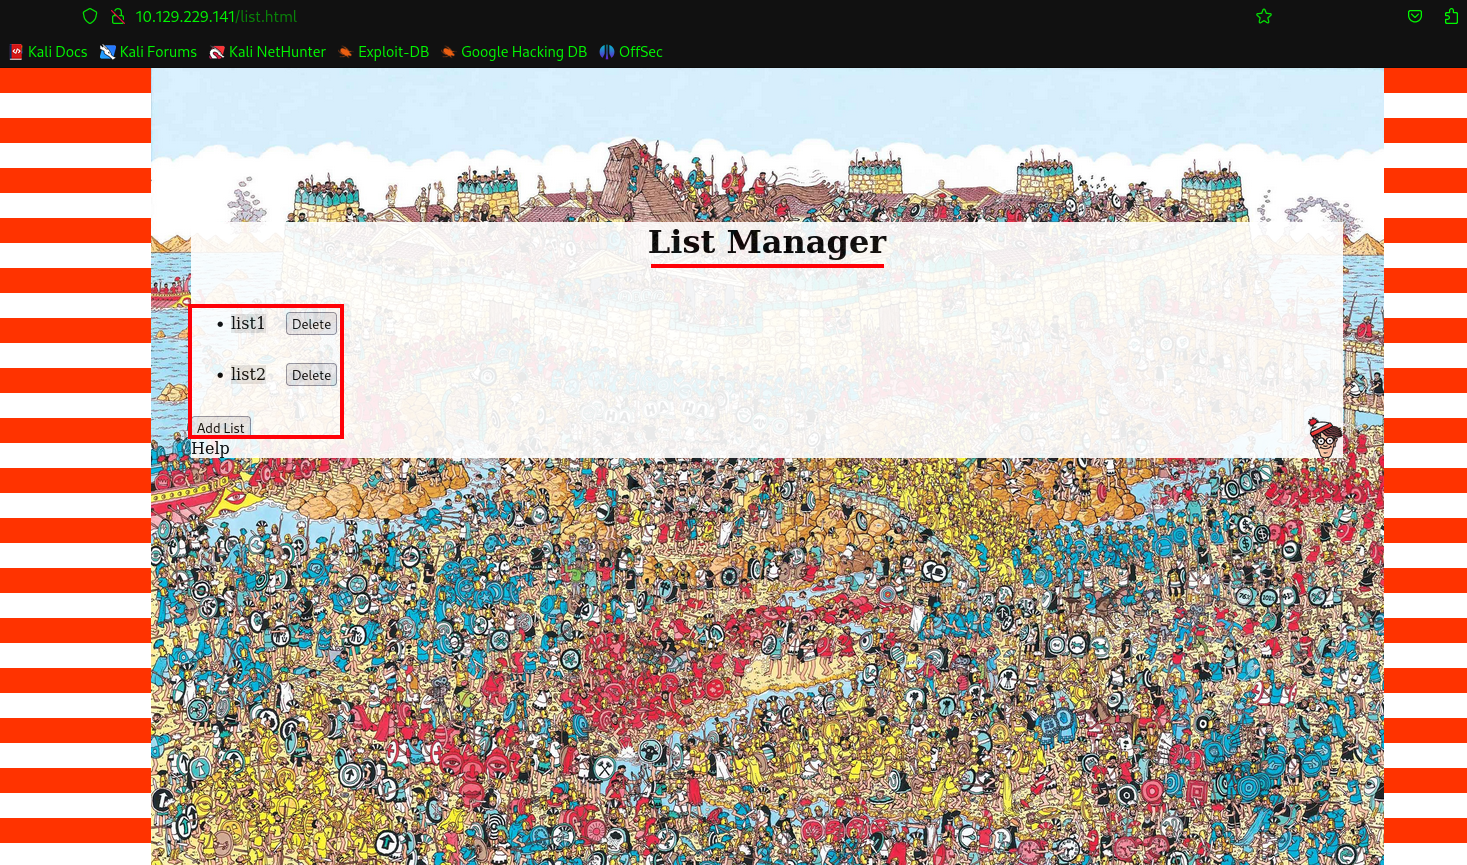 10.129.229.141/list.html
Kali Docs Kali Forums Kali NetHunter Exploit-DB Google Hacking DB OffSec
List Manager
• list1 Delete
• list2 Delete
Add List
Help